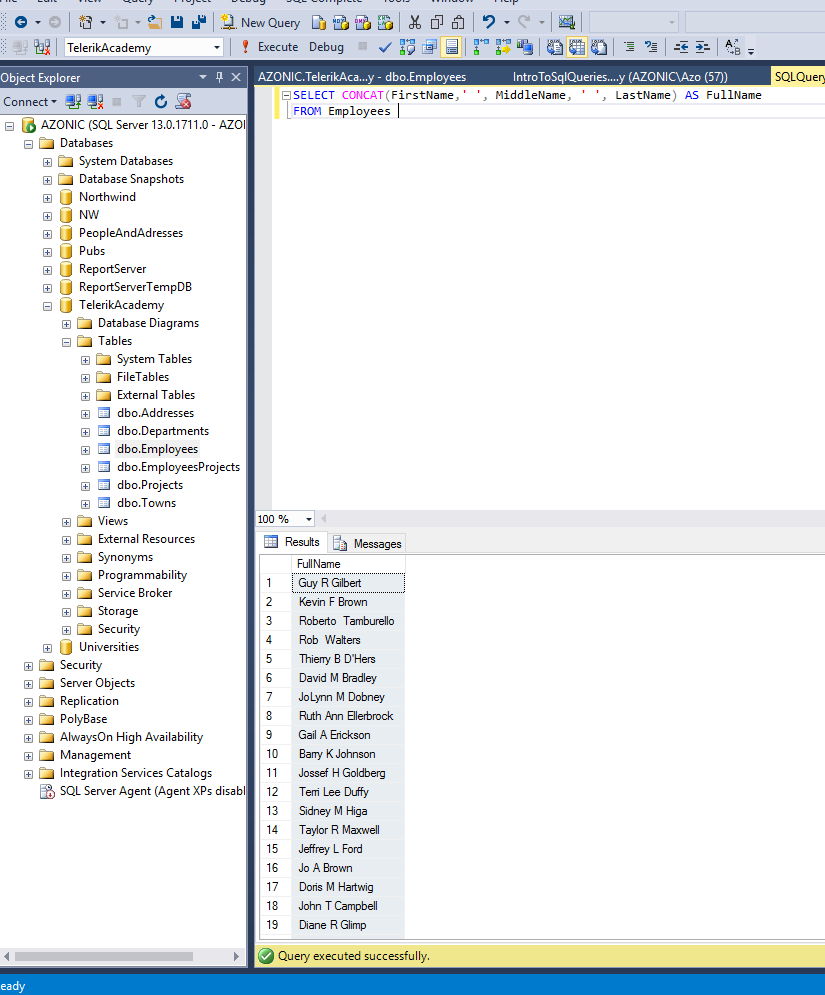 New Query
TelerikAcademy
Execute Debug
Object Explorer
Connect
AZONIC (SQL Server 13.0.1711.0 - AZOI
Databases
System Databases
Database Snapshots
Northwind
NW
PeopleAndAdresses
Pubs
ReportServer
ReportServerTempDB
TelerikAcademy
Database Diagrams
Tables
System Tables
FileTables
External Tables
dbo.Addresses
dbo.Departments
dbo.Employees
dbo.EmployeesProjects
dbo.Projects
dbo.Towns
Views
External Resources
Synonyms
Programmability
Service Broker
Storage
Security
Universities
Security
Server Objects
Replication
PolyBase
AlwaysOn High Availability
Management
Integration Services Catalogs
SQL Server Agent (Agent XPs disabl
AZONIC.TelerikAca...y - dbo.Employees
IntroToSqlQueries....y (AZONIC\Azo (57))
SQLQuery
SELECT CONCAT(FirstName,' ', MiddleName, ' ', LastName) AS FullName
FROM Employees
100 %
Results
Messages
FullName
1 Guy R Gilbert
2 Kevin F Brown
3 Roberto  Tamburello
4 Rob  Walters
5 Thierry B D'Hers
6 David M Bradley
7 JoLynn M Dobney
8 Ruth Ann Ellerbrock
9 Gail A Erickson
10 Barry K Johnson
11 Jossef H Goldberg
12 Terri Lee Duffy
13 Sidney M Higa
14 Taylor R Maxwell
15 Jeffrey L Ford
16 Jo A Brown
17 Doris M Hartwig
18 John T Campbell
19 Diane R Glimp
Query executed successfully.
eady